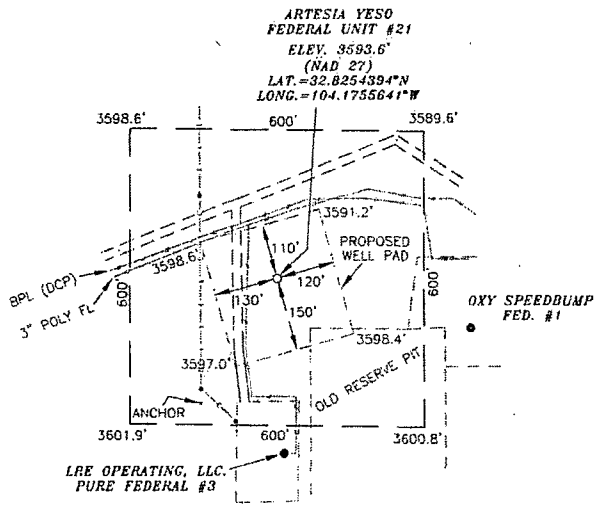 ARTESIA YESO
FEDERAL UNIT #21
ELEV. 3593.6'
(NAD 27)
LAT.=32.8254394°N
LONG.=104.1755641°W
3598.6'
600'
3589.6'
3591.2'
110'
PROPOSED
WELL PAD
3598.6'
BPL (DCP)
3" POLY FL
600'
130'
120'
150'
600'
OXY SPEEDBUMP
FED. #1
3598.4'
3597.0'
OLD RESERVE PIT
ANCHOR
3601.9'
600'
3600.8'
LRE OPERATING, LLC.
PURE FEDERAL #3